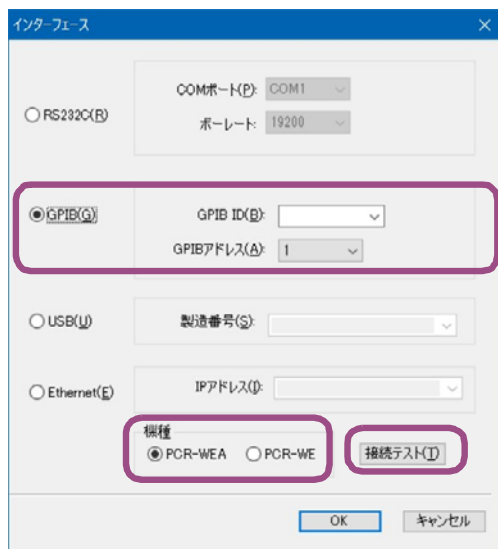 インターフェース
COMポート(P): COM1
RS232C(R)
ボーレート: 19200
GPIB(G)
GPIB ID(B):
GPIBアドレス(A): 1
USB(U)
製造番号(S):
Ethernet(E)
IPアドレス(I):
機種
PCR-WEA PCR-WE
接続テスト(T)
OK キャンセル